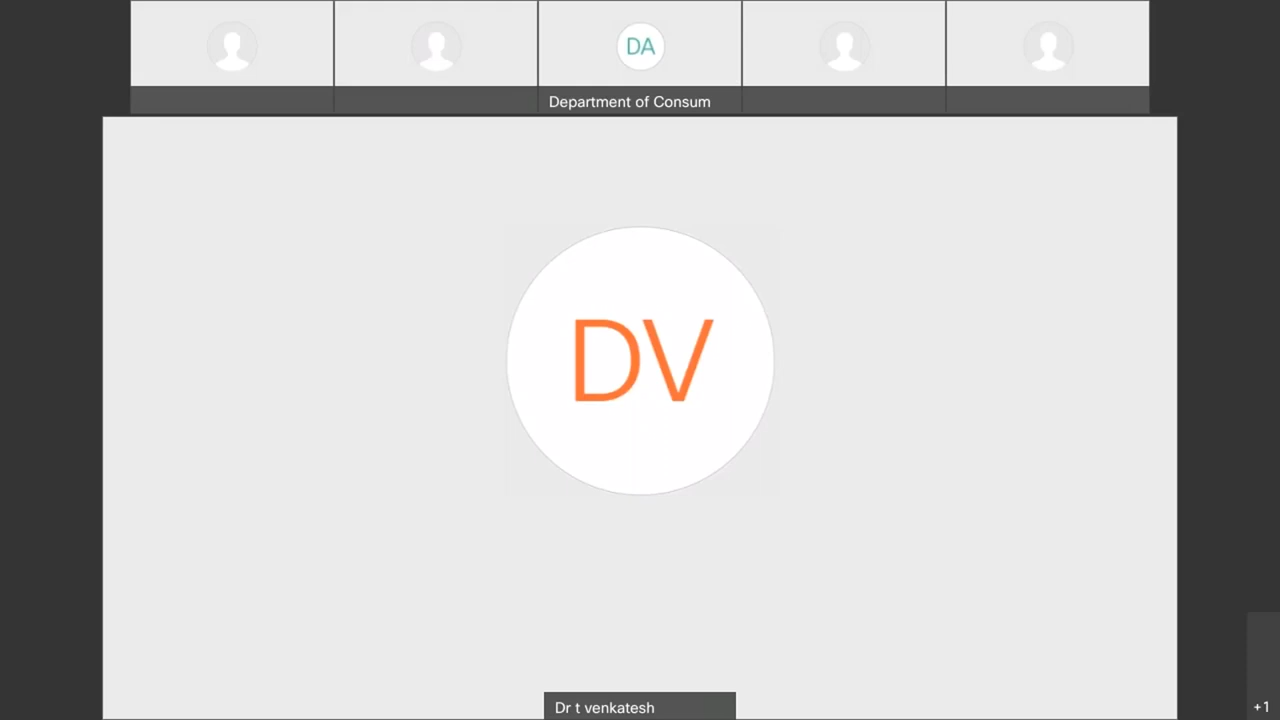 DA
Department of Consum
DV
Dr t venkatesh
+1